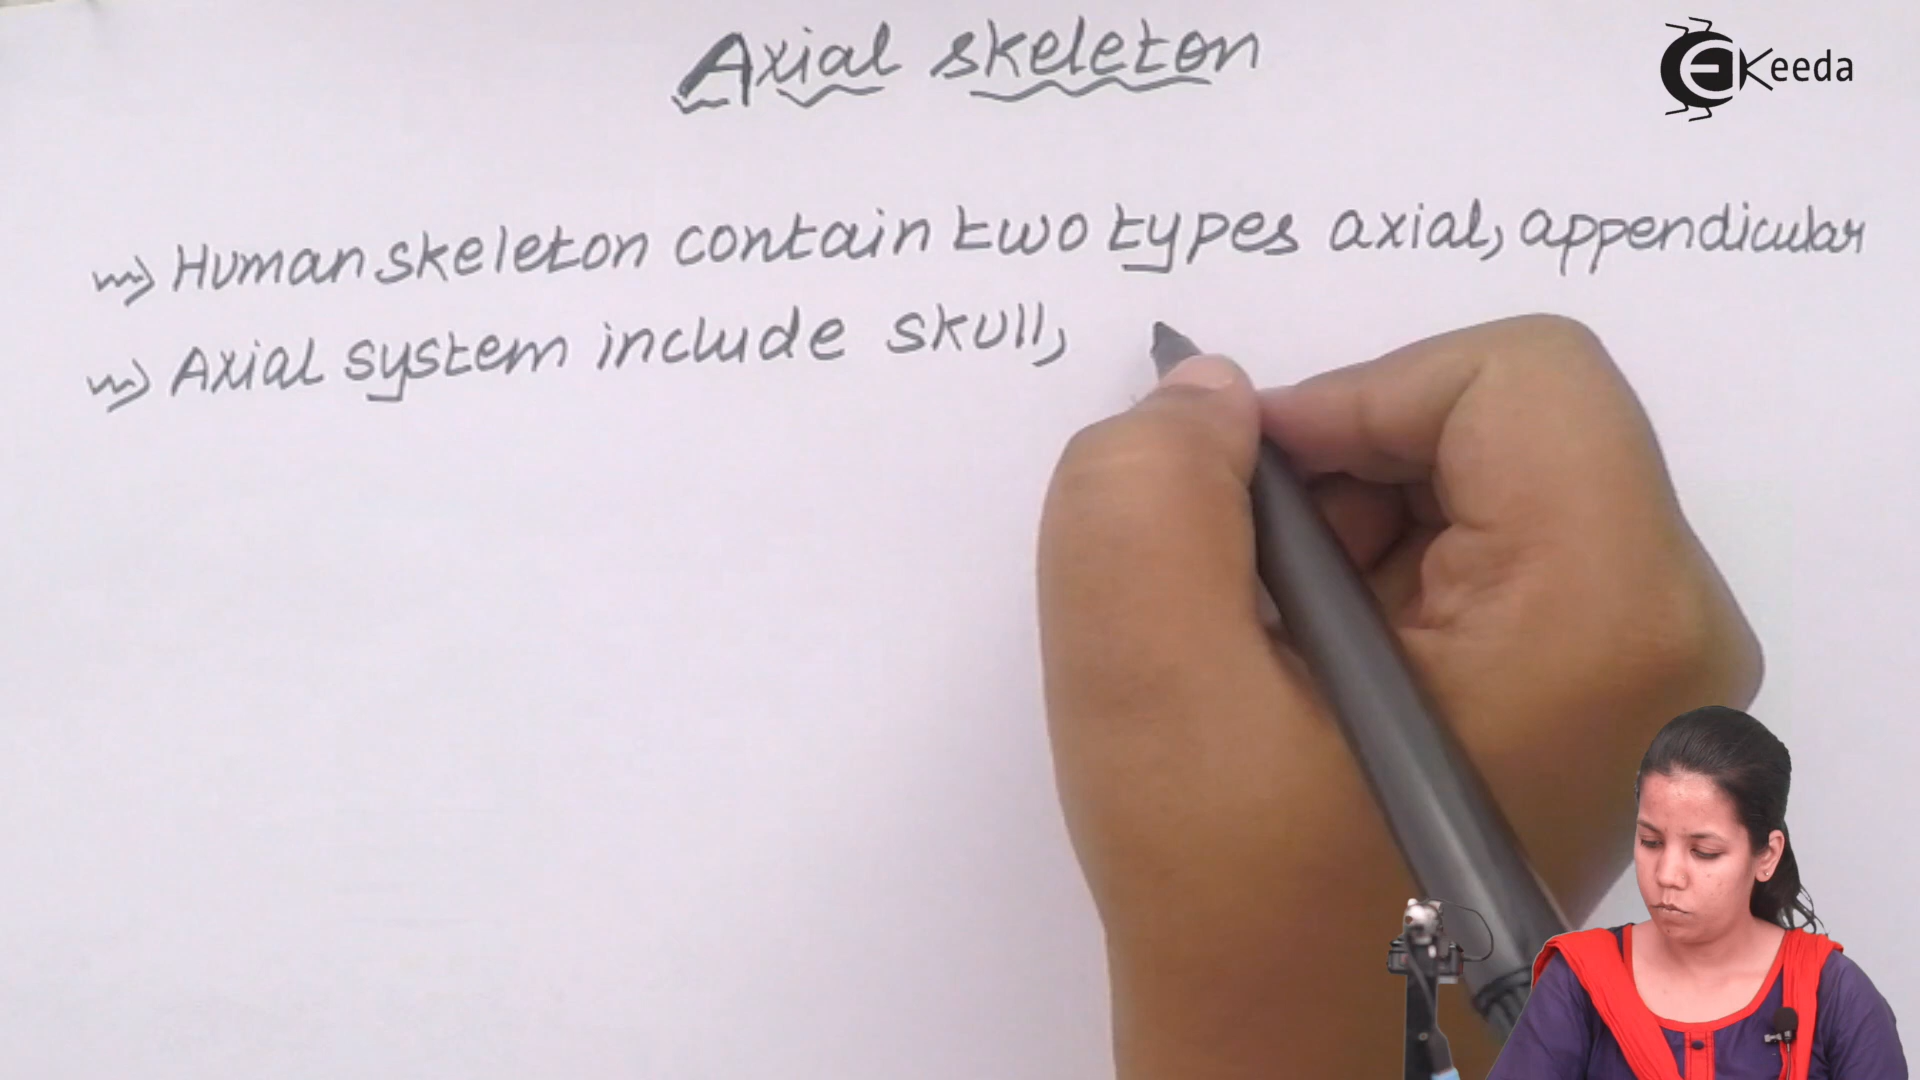 Axial skeleton
EKeeda
Human skeleton contain two types axial, appendicular
Axial system include skull,